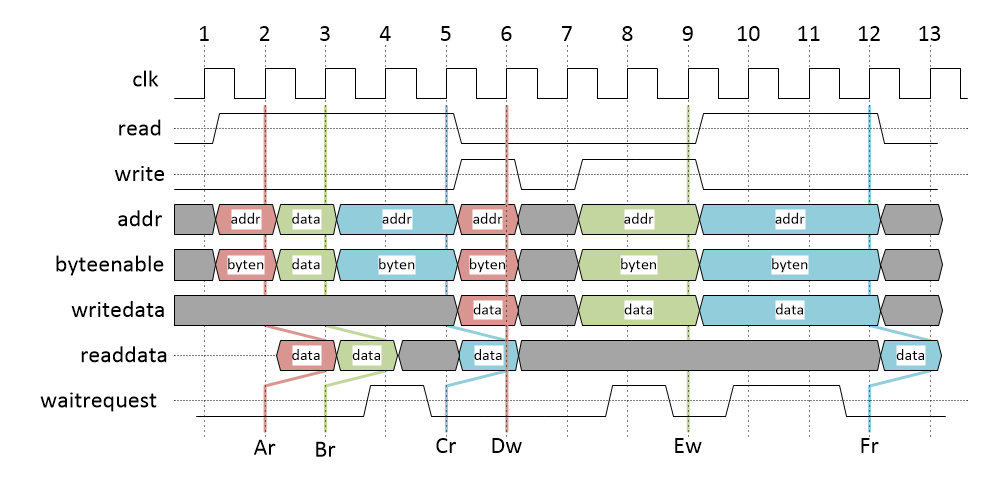 1 2 3 4 5 6 7 8 9 10 11 12 13
clk
read
write
addr addr data addr addr addr addr
byteenable byten data byten byten byten byten
writedata data data data
readdata data data data data
waitrequest
Ar Br Cr Dw Ew Fr